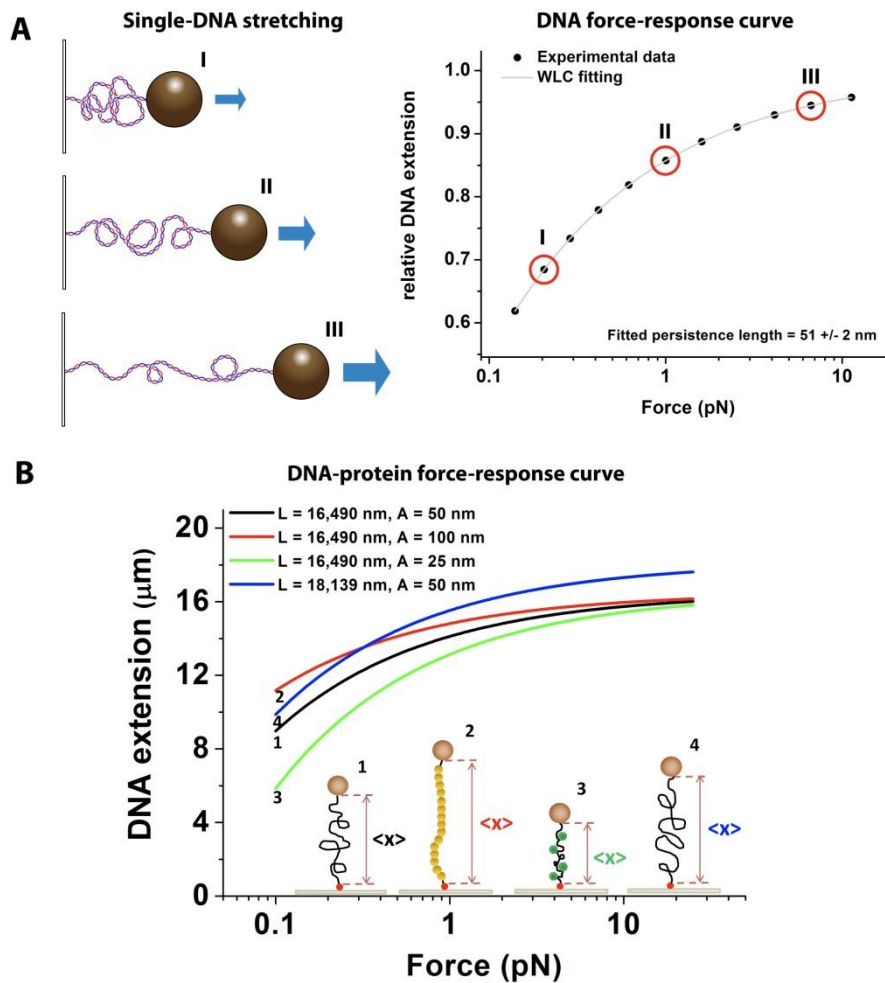 A
Single-DNA stretching
I
II
III
DNA force-response curve
Experimental data
WLC fitting
1.0
0.9
0.8
0.7
0.6
relative DNA extension
I
II
III
Fitted persistence length = 51 +/- 2 nm
0.1
1
10
Force (pN)
B
DNA-protein force-response curve
L = 16,490 nm, A = 50 nm
L = 16,490 nm, A = 100 nm
L = 16,490 nm, A = 25 nm
L = 18,139 nm, A = 50 nm
20
16
12
8
4
0
DNA extension (μm)
2
4
1
3
1
<x>
2
<x>
3
<x>
4
<x>
0.1
1
10
Force (pN)